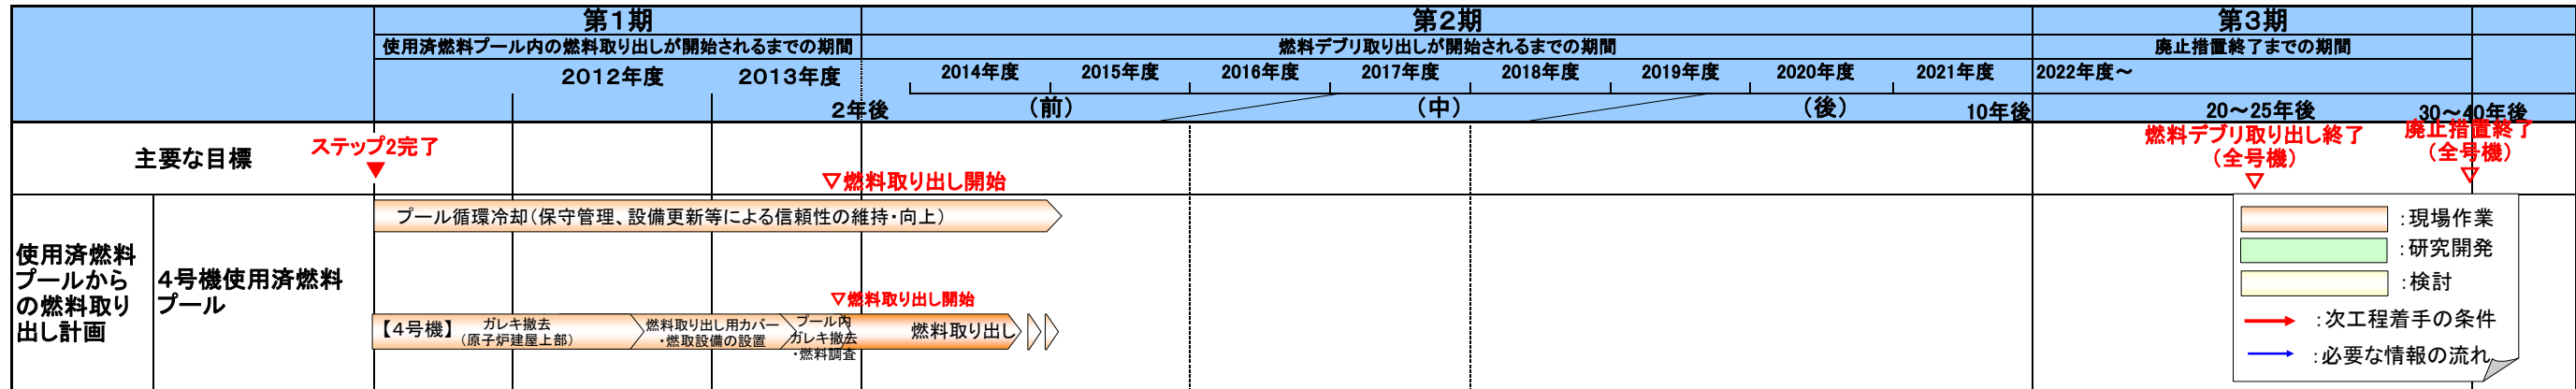 第1期
第2期
第3期
使用済燃料プール内の燃料取り出しが開始されるまでの期間
燃料デブリ取り出しが開始されるまでの期間
廃止措置終了までの期間
2012年度
2013年度
2014年度
2015年度
2016年度
2017年度
2018年度
2019年度
2020年度
2021年度
2022年度~
2年後
(前)
(中)
(後)
10年後
20~25年後
30~40年後
主要な目標
ステップ2完了
▽燃料取り出し開始
燃料デブリ取り出し終了
(全号機)
廃止措置終了
(全号機)
使用済燃料
プールから
の燃料取り
出し計画
4号機使用済燃料
プール
プール循環冷却(保守管理、設備更新等による信頼性の維持・向上)
▽燃料取り出し開始
【4号機】
ガレキ撤去
(原子炉建屋上部)
燃料取り出し用カバー
・燃取設備の設置
プール内
ガレキ撤去
・燃料調査
燃料取り出し
:現場作業
:研究開発
:検討
:次工程着手の条件
:必要な情報の流れ